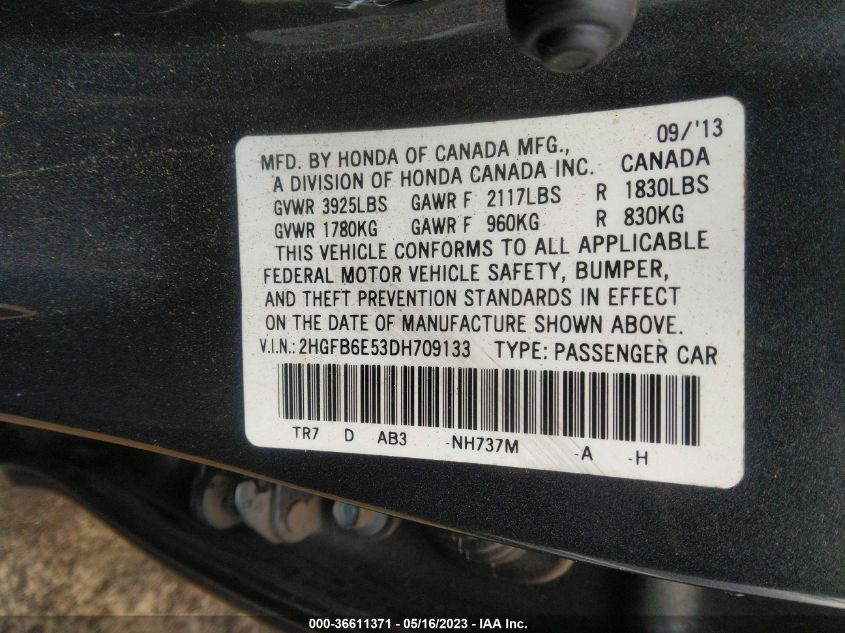 09/'13
MFD. BY HONDA OF CANADA MFG.,
A DIVISION OF HONDA CANADA INC. CANADA
GVWR 3925LBS GAWR F 2117LBS R 1830LBS
GVWR 1780KG GAWR F 960KG R 830KG
THIS VEHICLE CONFORMS TO ALL APPLICABLE
FEDERAL MOTOR VEHICLE SAFETY, BUMPER,
AND THEFT PREVENTION STANDARDS IN EFFECT
ON THE DATE OF MANUFACTURE SHOWN ABOVE.
V.I.N.: 2HGFB6E53DH709133 TYPE: PASSENGER CAR
TR7 D AB3 -NH737M -A -H
000-36611371 - 05/16/2023 - IAA Inc.